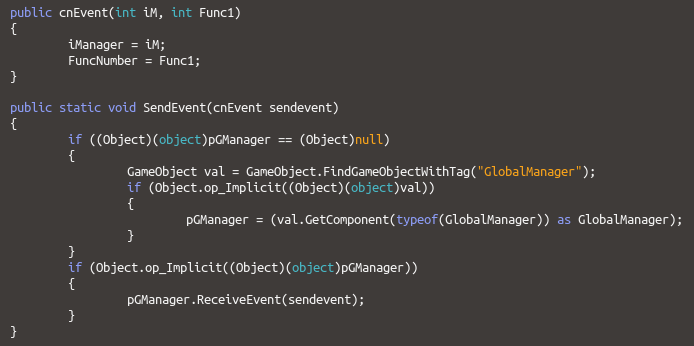 public cnEvent(int iM, int Func1)
{
        iManager = iM;
        FuncNumber = Func1;
}

public static void SendEvent(cnEvent sendevent)
{
        if ((Object)(object)pGManager == (Object)null)
        {
                GameObject val = GameObject.FindGameObjectWithTag("GlobalManager");
                if (Object.op_Implicit((Object)(object)val))
                {
                        pGManager = (val.GetComponent(typeof(GlobalManager)) as GlobalManager);
                }
        }
        if (Object.op_Implicit((Object)(object)pGManager))
        {
                pGManager.ReceiveEvent(sendevent);
        }
}